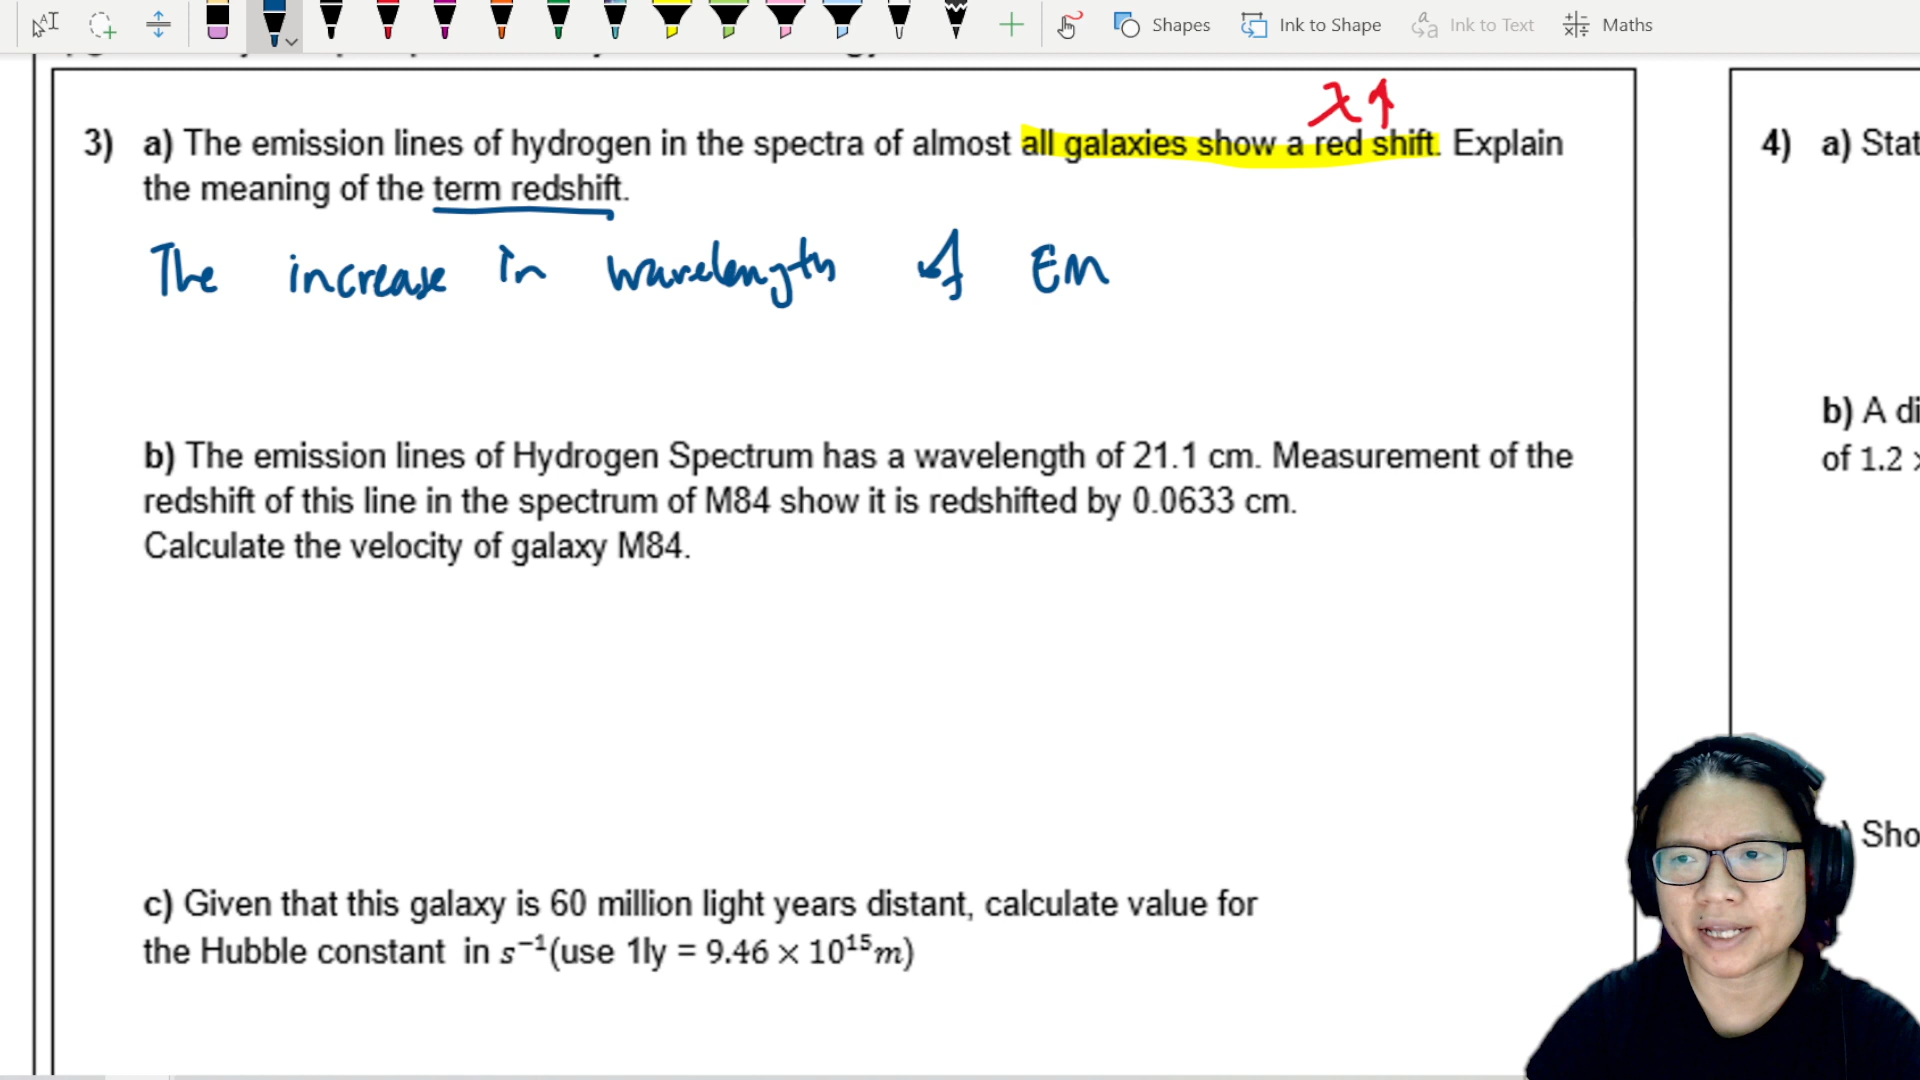 Shapes Ink to Shape Ink to Text Maths
λ↑
3) a) The emission lines of hydrogen in the spectra of almost all galaxies show a red shift. Explain
the meaning of the term redshift.
The increase in wavelength of EM
b) The emission lines of Hydrogen Spectrum has a wavelength of 21.1 cm. Measurement of the
redshift of this line in the spectrum of M84 show it is redshifted by 0.0633 cm.
Calculate the velocity of galaxy M84.
c) Given that this galaxy is 60 million light years distant, calculate value for
the Hubble constant in s⁻¹(use 1ly = 9.46 × 10¹⁵m)
4) a) Stat
b) A di
of 1.2 ×
) Sho